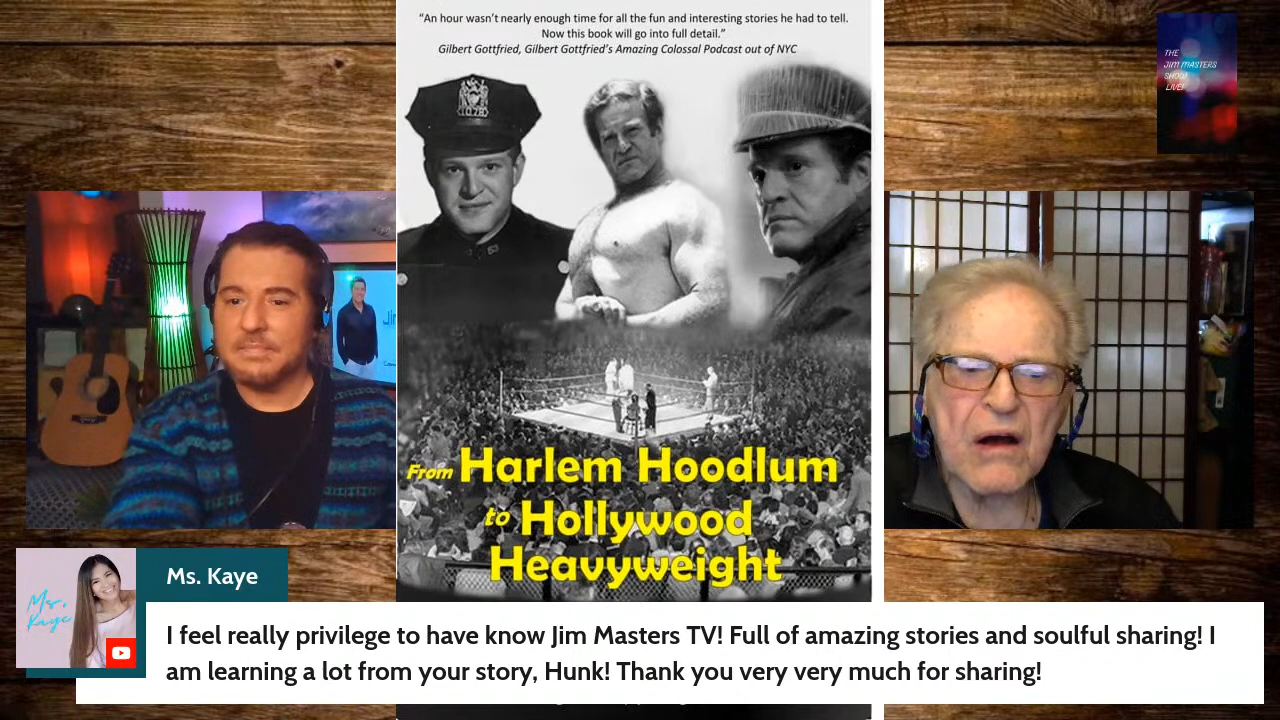 “An hour wasn’t nearly enough time for all the fun and interesting stories he had to tell.
Now this book will go into full detail.”
Gilbert Gottfried, Gilbert Gottfried’s Amazing Colossal Podcast out of NYC
THE
JIM MASTERS
SHOW
LIVE!
From Harlem Hoodlum
to Hollywood
Heavyweight
Ms. Kaye
Ms.
Kaye
I feel really privilege to have know Jim Masters TV! Full of amazing stories and soulful sharing! I
am learning a lot from your story, Hunk! Thank you very very much for sharing!